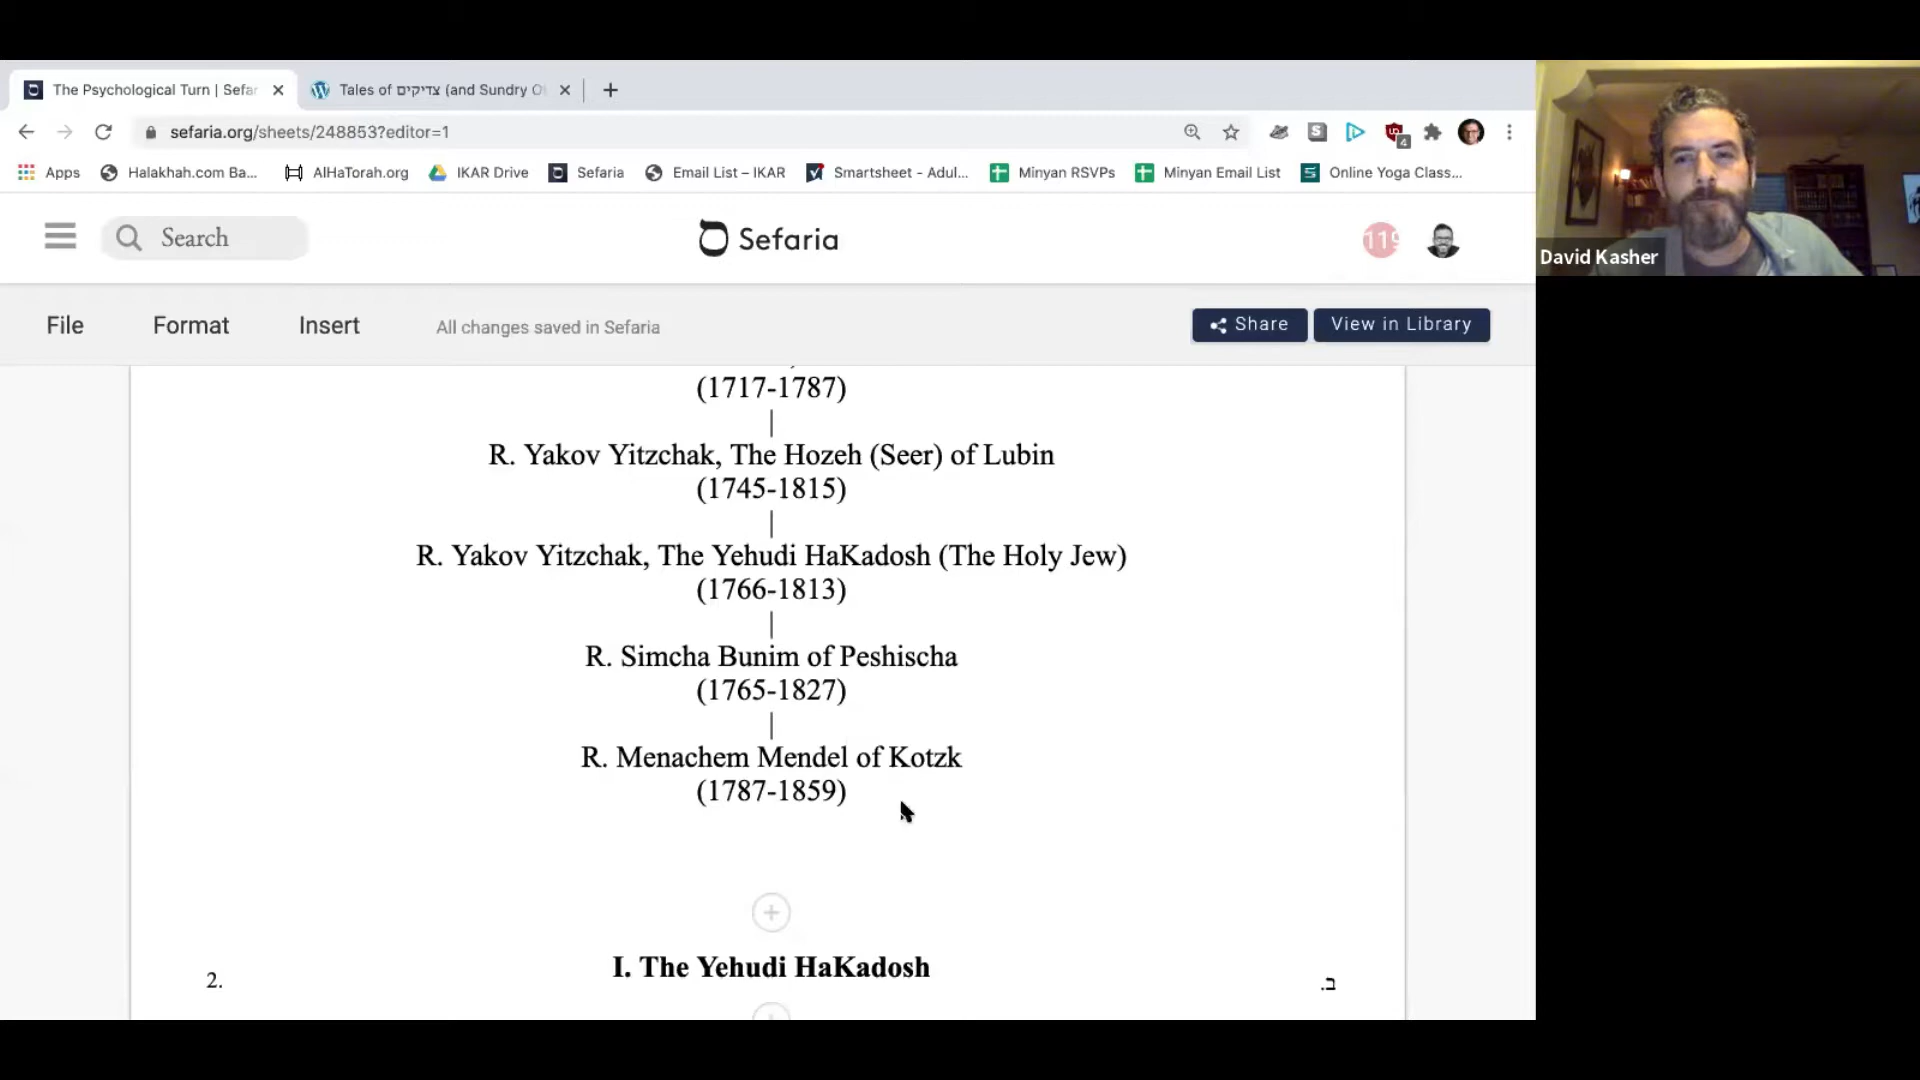 The Psychological Turn | Sefar
Tales of צדיקים (and Sundry O
sefaria.org/sheets/248853?editor=1
4
Apps
Halakhah.com Ba...
AlHaTorah.org
IKAR Drive
Sefaria
Email List – IKAR
Smartsheet - Adul...
Minyan RSVPs
Minyan Email List
Online Yoga Class...
Search
Sefaria
119
David Kasher
File
Format
Insert
All changes saved in Sefaria
Share
View in Library
(1717-1787)
|
R. Yakov Yitzchak, The Hozeh (Seer) of Lubin
(1745-1815)
|
R. Yakov Yitzchak, The Yehudi HaKadosh (The Holy Jew)
(1766-1813)
|
R. Simcha Bunim of Peshischa
(1765-1827)
|
R. Menachem Mendel of Kotzk
(1787-1859)
2.
I. The Yehudi HaKadosh
ב.